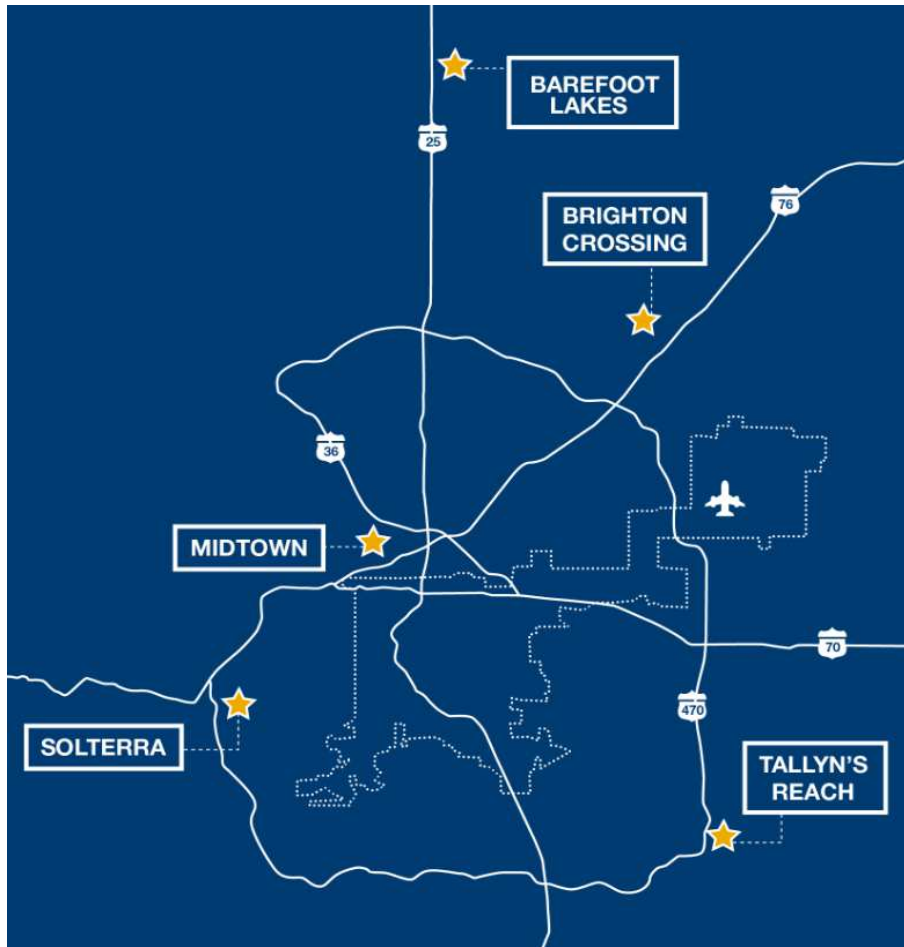 BAREFOOT
LAKES
25
76
BRIGHTON
CROSSING
36
MIDTOWN
70
470
SOLTERRA
TALLYN'S
REACH